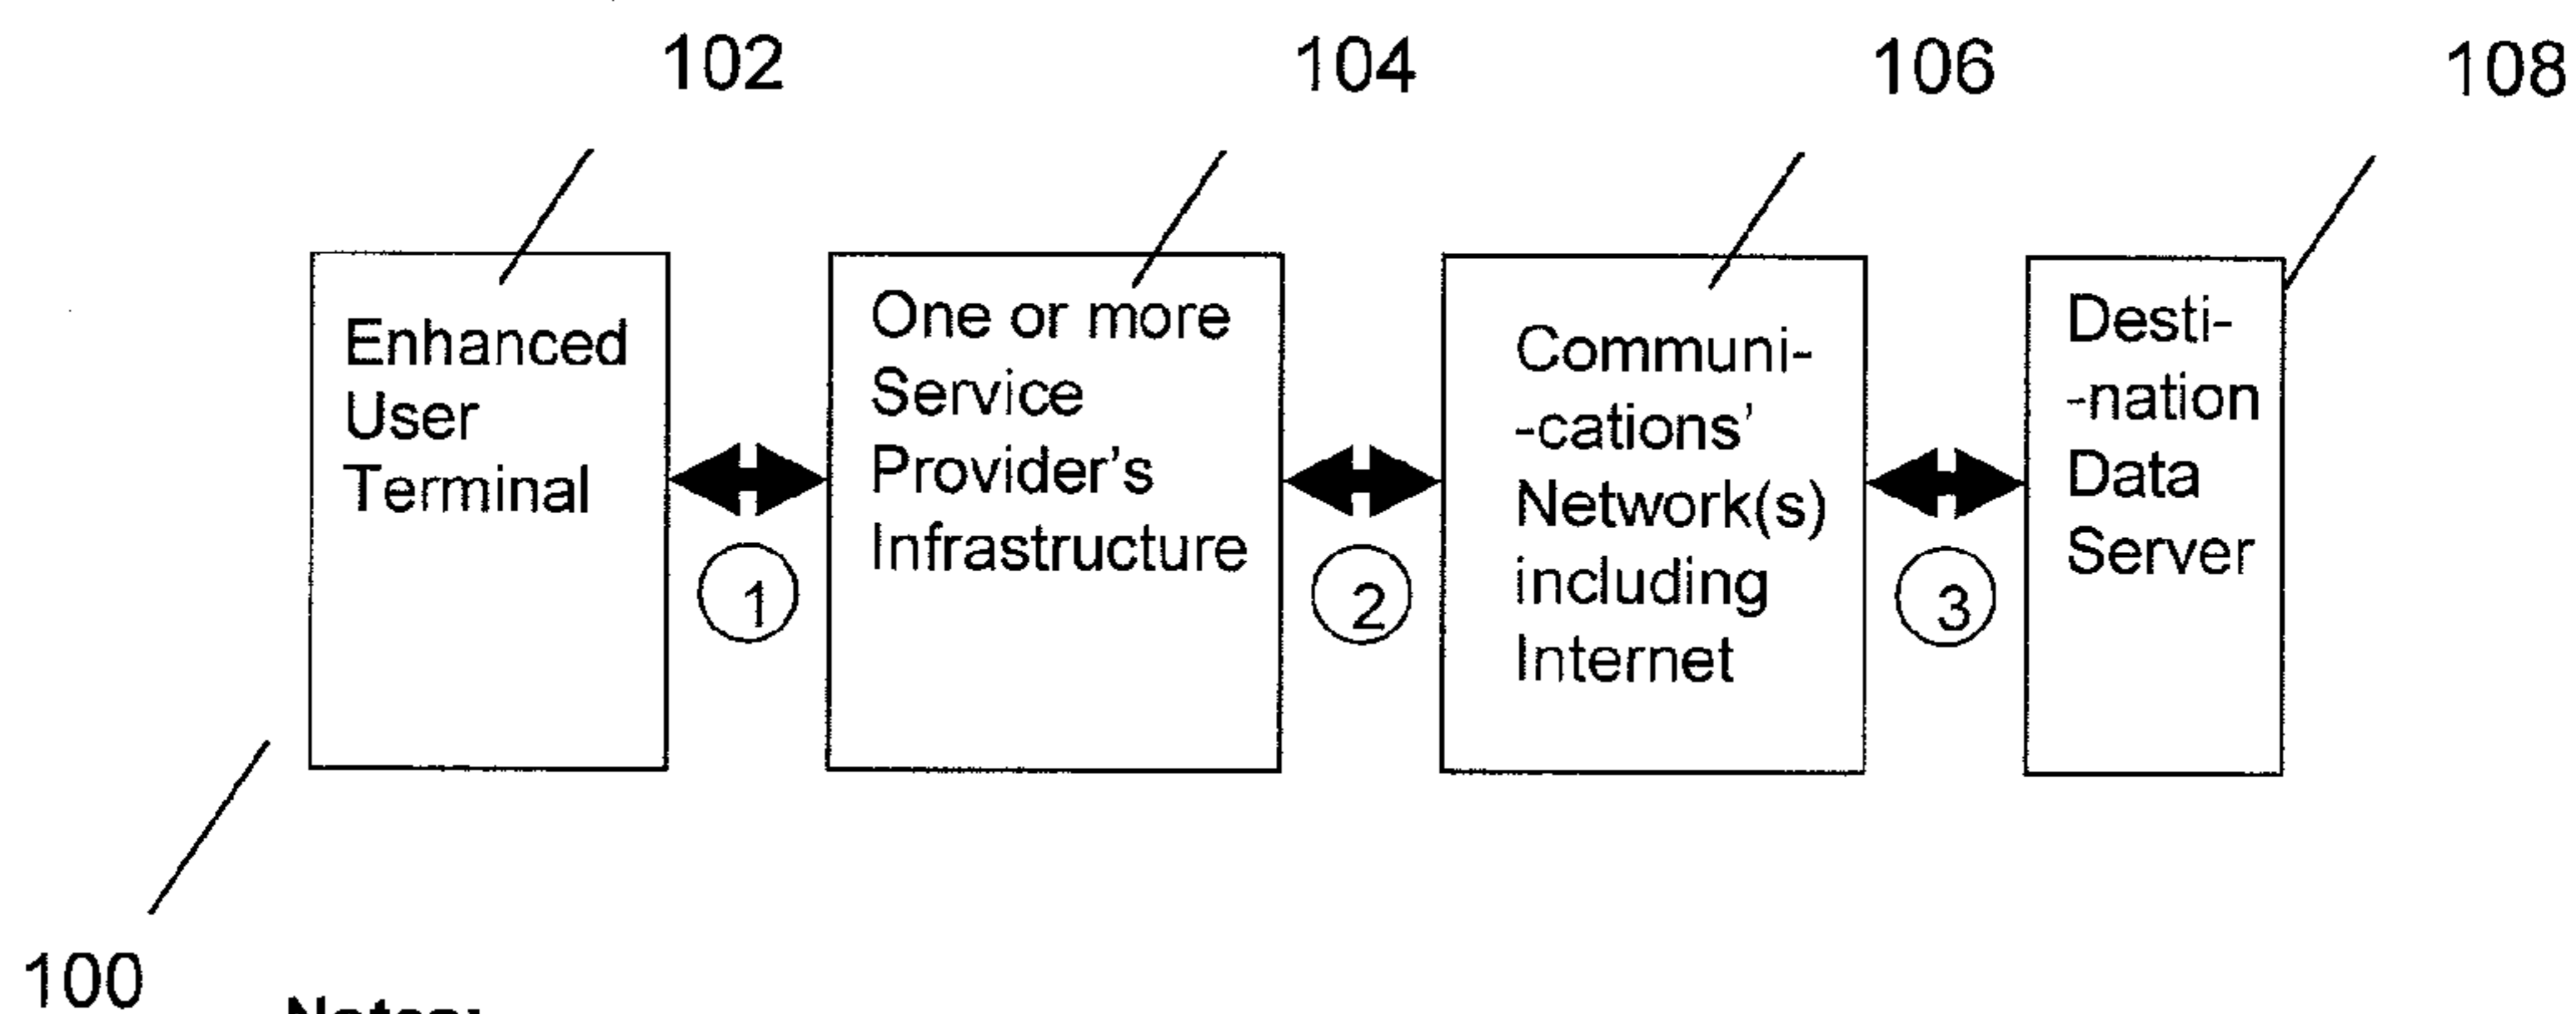 102
104
106
108
Enhanced
User
Terminal
One or more
Service
Provider's
Infrastructure
Communi-
-cations'
Network(s)
including
Internet
Desti-
-nation
Data
Server
1
2
3
100
Notes: